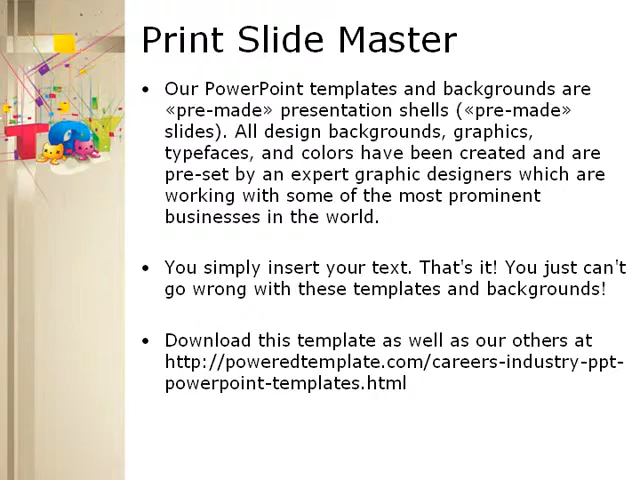 Print Slide Master
• Our PowerPoint templates and backgrounds are
«pre-made» presentation shells («pre-made»
slides). All design backgrounds, graphics,
typefaces, and colors have been created and are
pre-set by an expert graphic designers which are
working with some of the most prominent
businesses in the world.
• You simply insert your text. That's it! You just can't
go wrong with these templates and backgrounds!
• Download this template as well as our others at
http://poweredtemplate.com/careers-industry-ppt-
powerpoint-templates.html